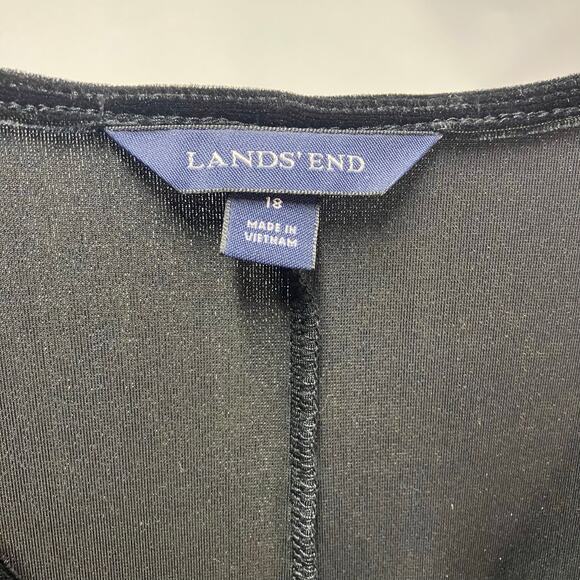 LANDS' END
18
MADE IN
VIETNAM